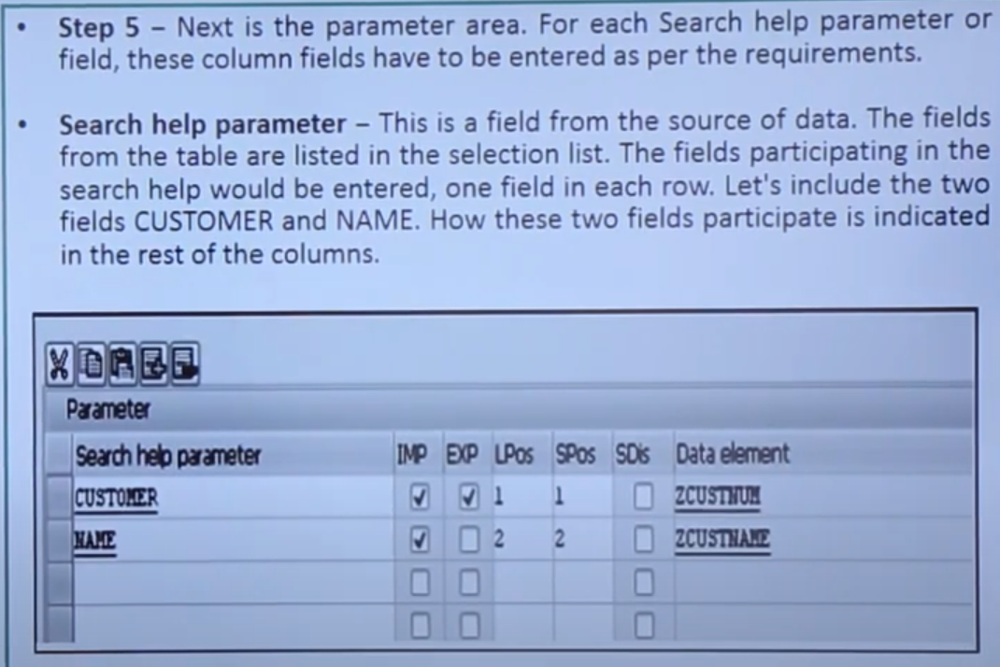 • Step 5 – Next is the parameter area. For each Search help parameter or
field, these column fields have to be entered as per the requirements.
• Search help parameter – This is a field from the source of data. The fields
from the table are listed in the selection list. The fields participating in the
search help would be entered, one field in each row. Let's include the two
fields CUSTOMER and NAME. How these two fields participate is indicated
in the rest of the columns.
Parameter
Search help parameter IMP EXP LPos SPos SDis Data element
CUSTOMER 1 1 ZCUSTNUM
NAME 2 2 ZCUSTNAME